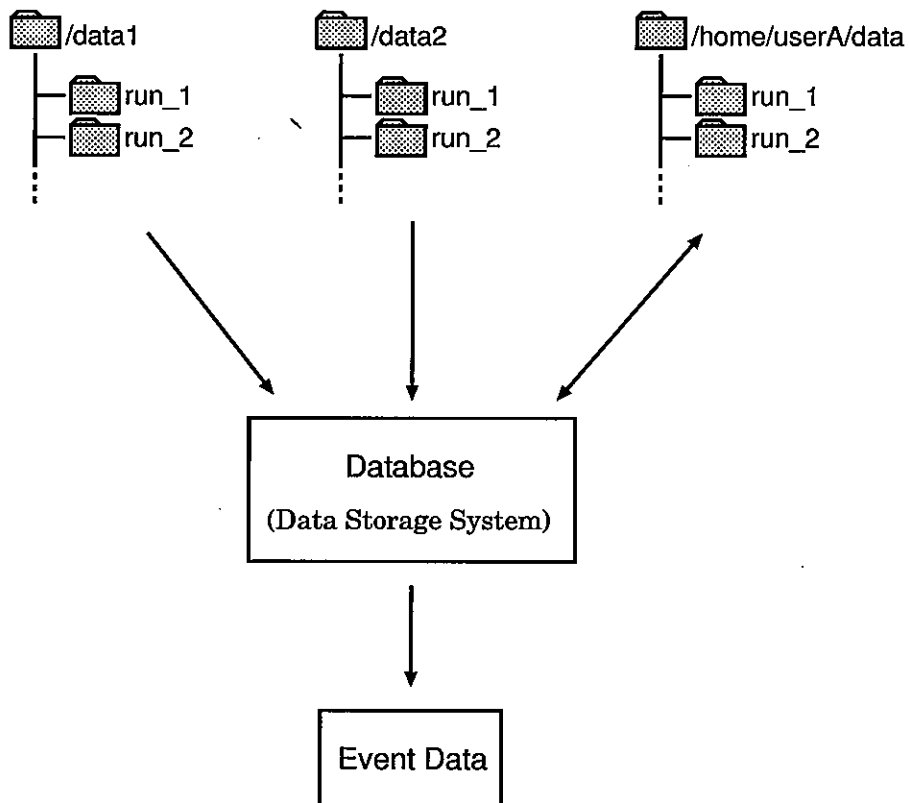 /data1
run_1
run_2
/data2
run_1
run_2
/home/userA/data
run_1
run_2
Database
(Data Storage System)
Event Data